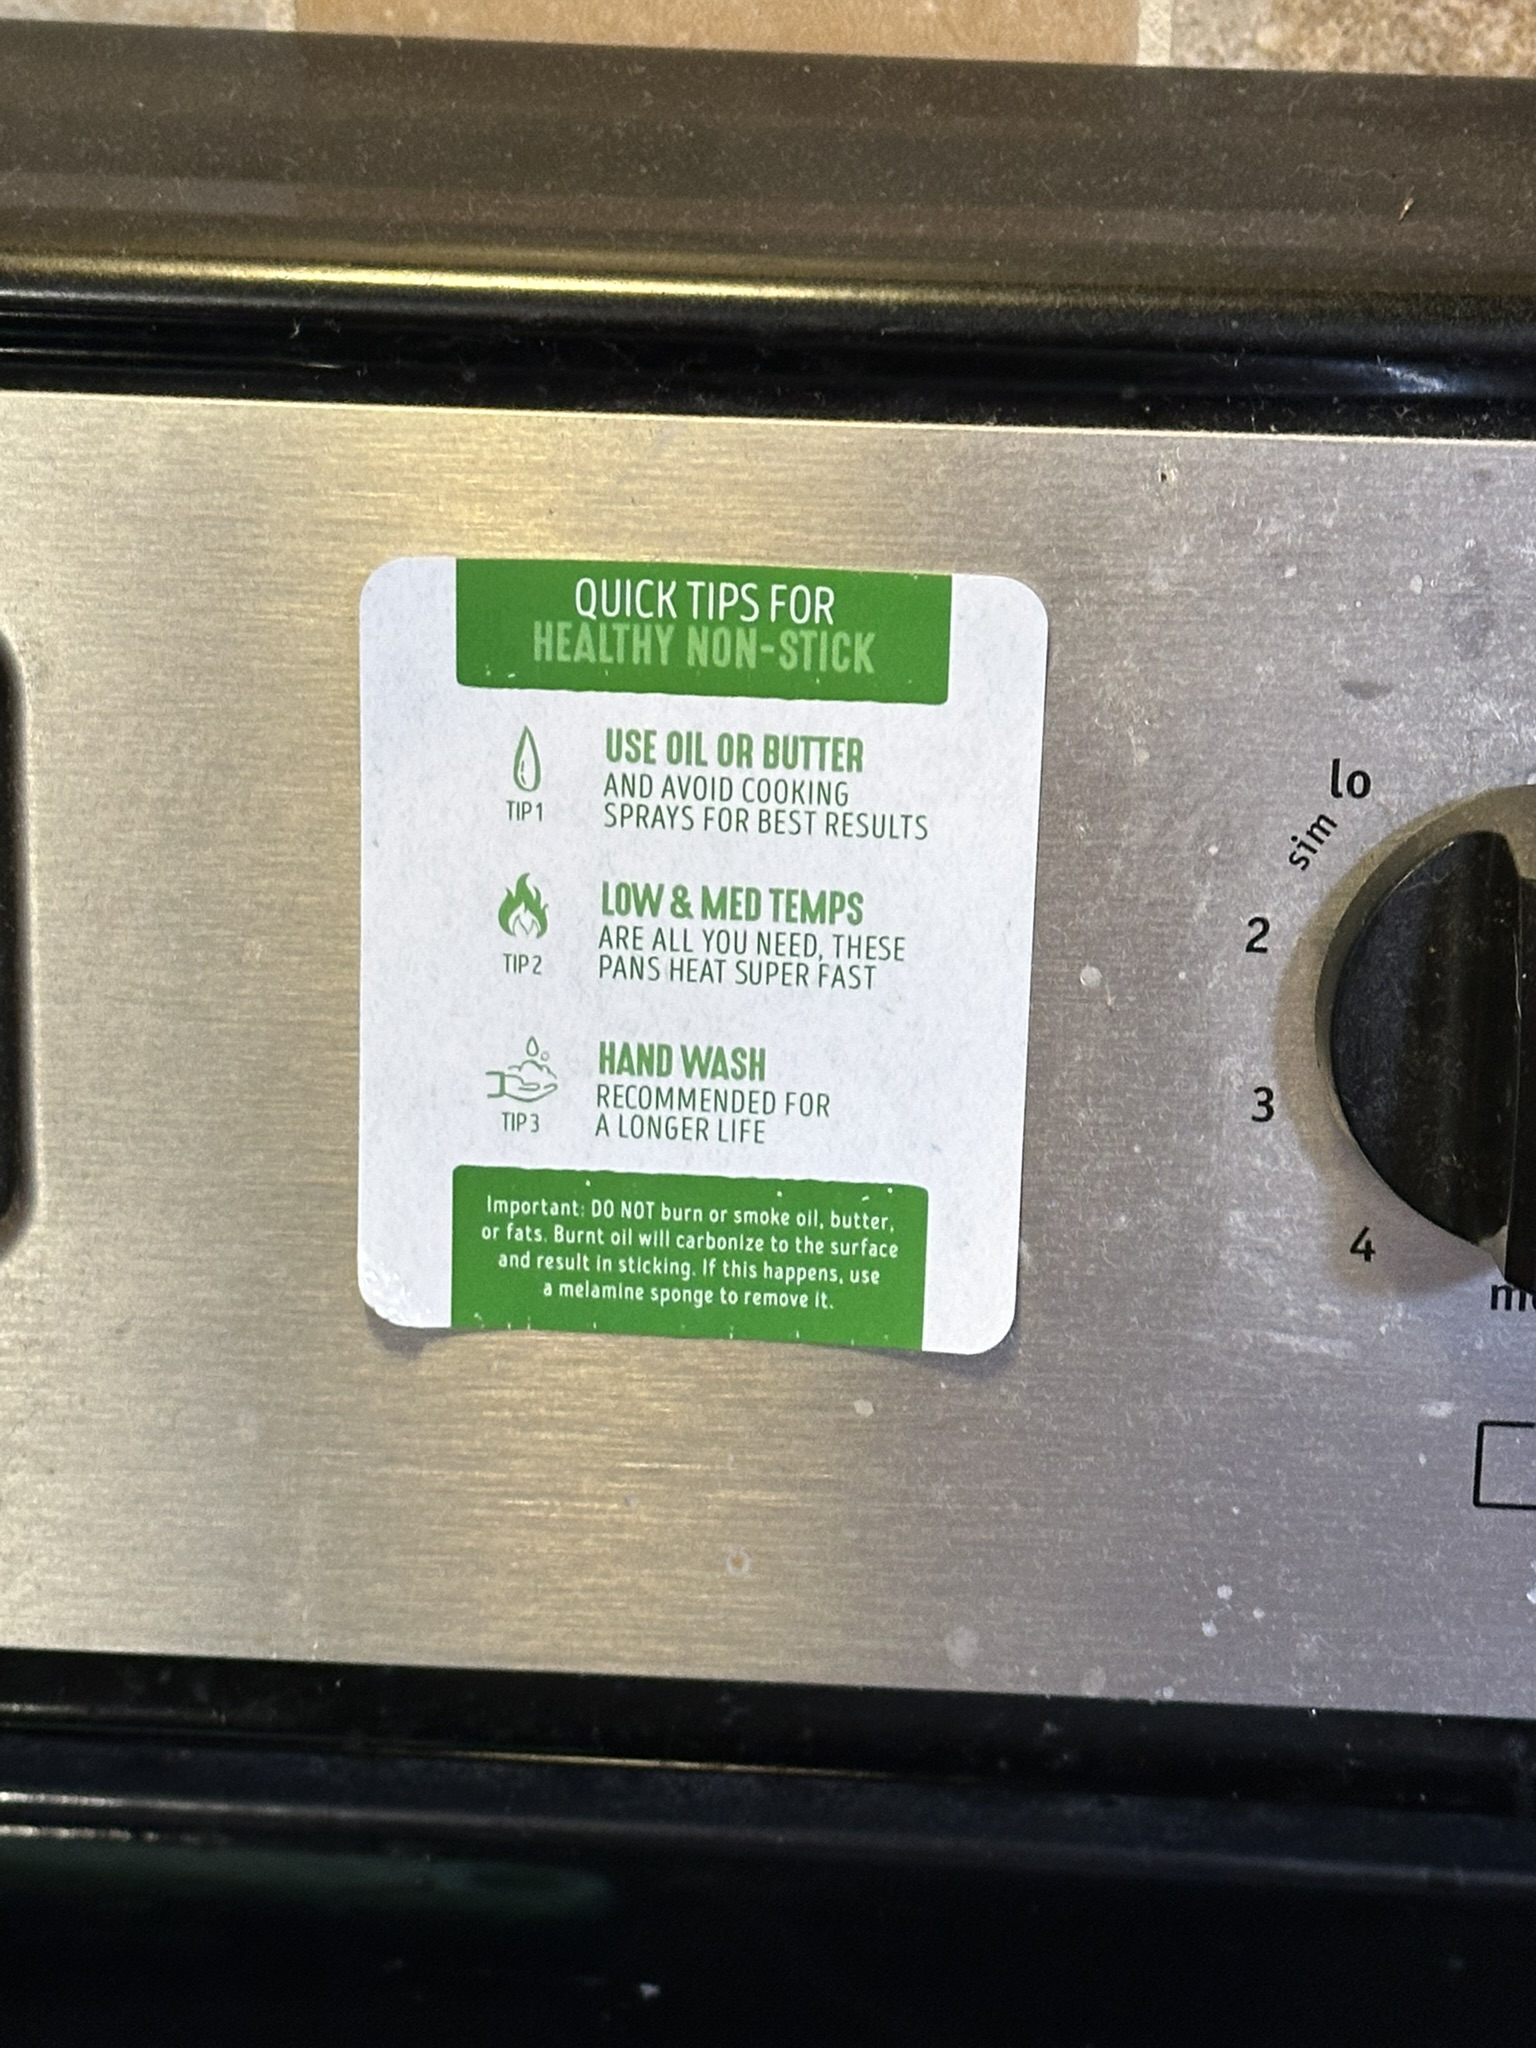 QUICK TIPS FOR
HEALTHY NON-STICK
USE OIL OR BUTTER
AND AVOID COOKING
SPRAYS FOR BEST RESULTS
TIP 1
LOW & MED TEMPS
ARE ALL YOU NEED, THESE
PANS HEAT SUPER FAST
TIP 2
HAND WASH
RECOMMENDED FOR
A LONGER LIFE
TIP 3
Important: DO NOT burn or smoke oil, butter,
or fats. Burnt oil will carbonize to the surface
and result in sticking. If this happens, use
a melamine sponge to remove it.
lo
sim
2
3
4